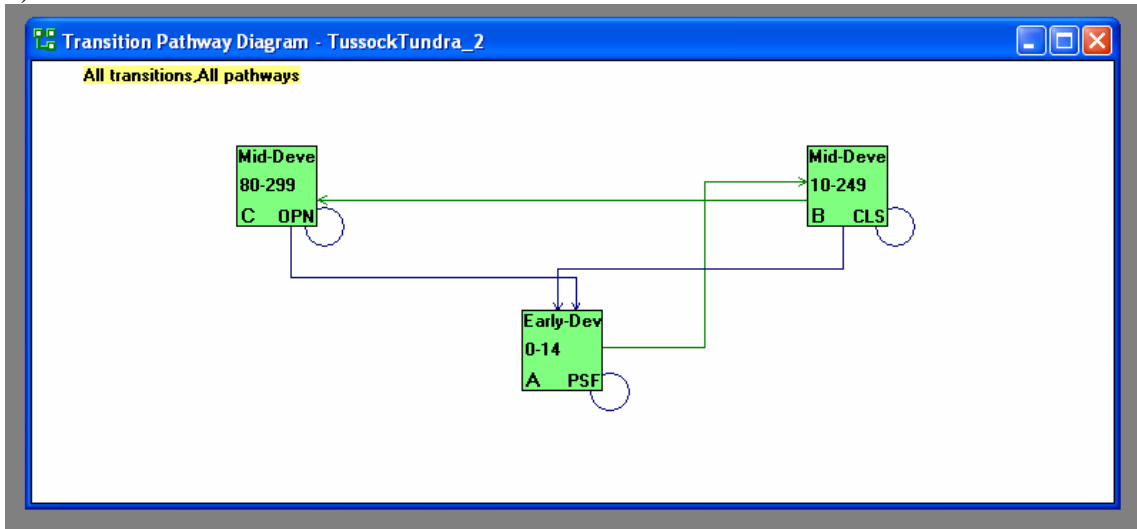 Transition Pathway Diagram - TussockTundra_2
All transitions,All pathways
Mid-Deve
80-299
C OPN
Mid-Deve
10-249
B CLS
Early-Dev
0-14
A PSF